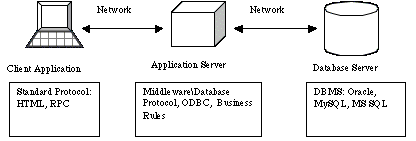 Network
Network
Client Application
Application Server
Database Server
Standard Protocol:
HTML, RPC
Middleware\Database
Protocol, ODBC, Business
Rules
DBMS: Oracle,
MySQL, MS SQL